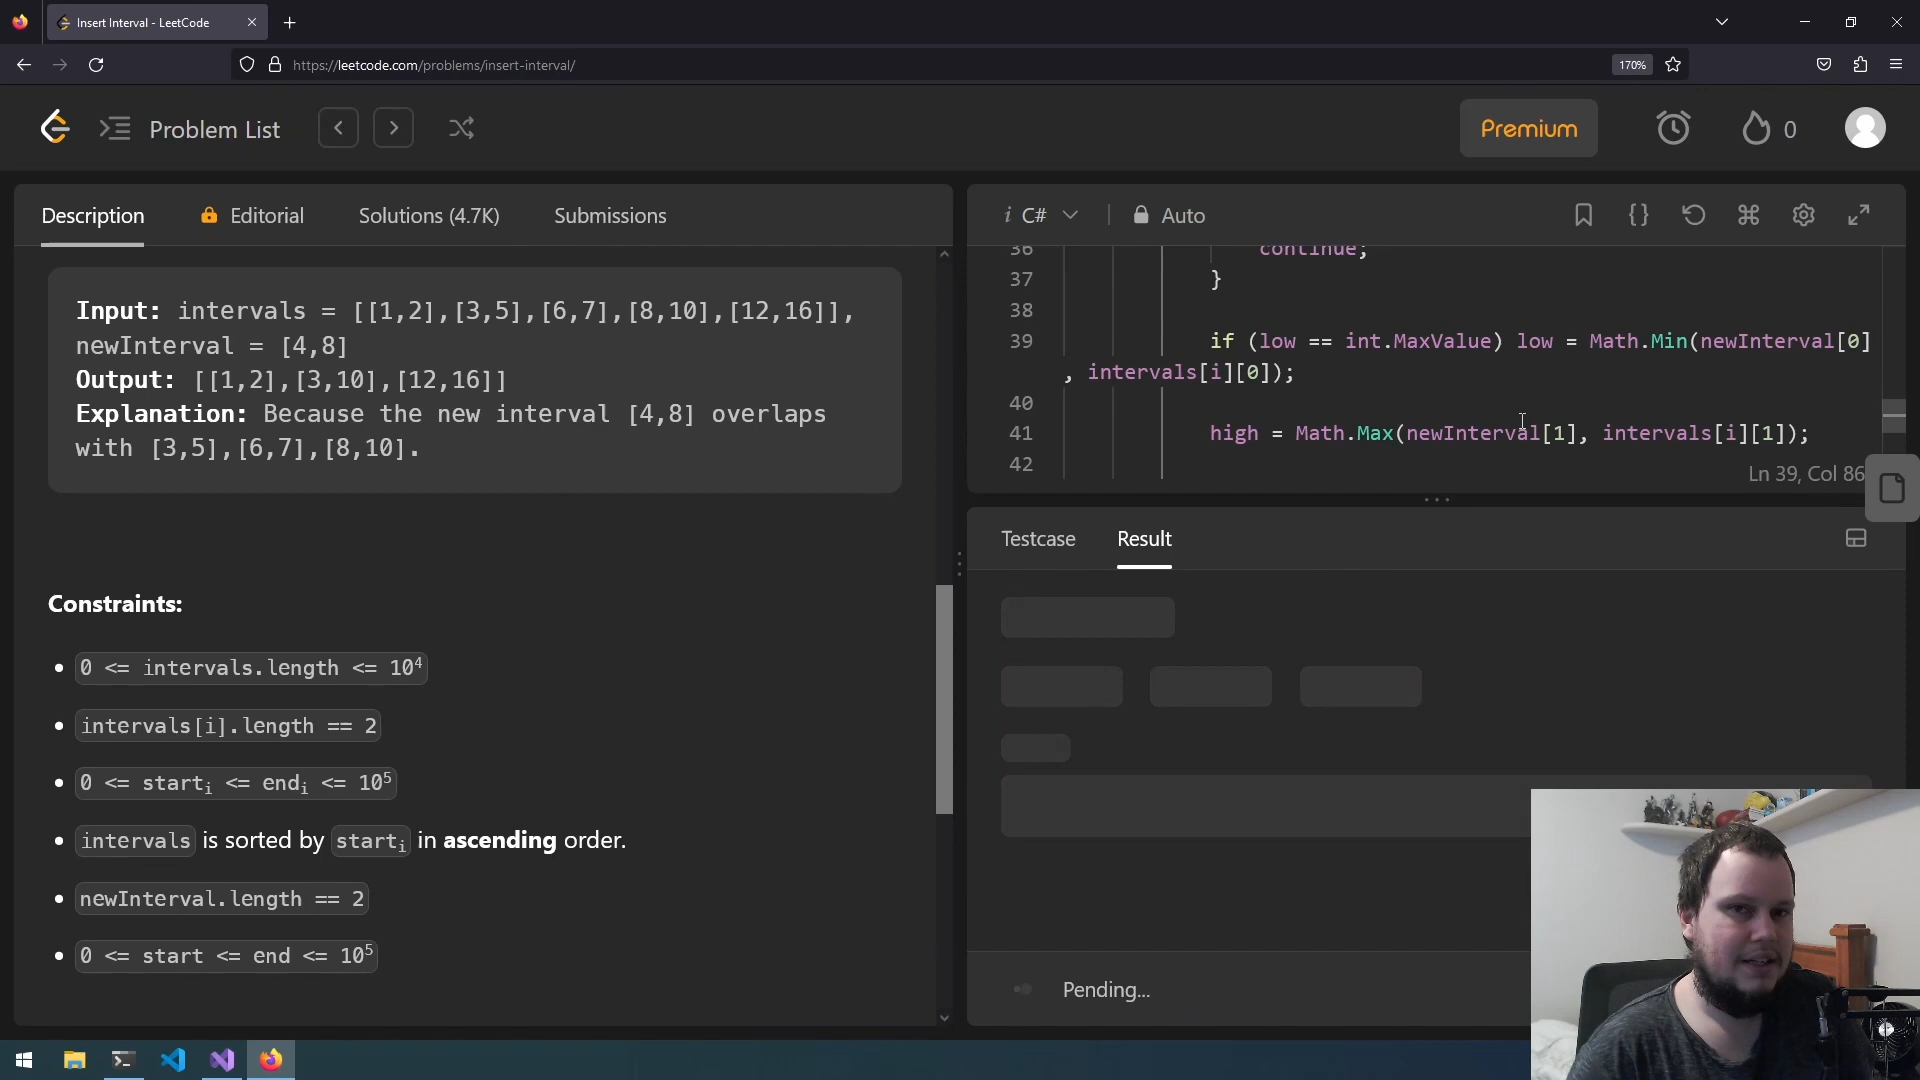 Insert Interval - LeetCode
https://leetcode.com/problems/insert-interval/
170%
Problem List
Premium
0
Description
Editorial
Solutions (4.7K)
Submissions
Input: intervals = [[1,2],[3,5],[6,7],[8,10],[12,16]],
newInterval = [4,8]
Output: [[1,2],[3,10],[12,16]]
Explanation: Because the new interval [4,8] overlaps
with [3,5],[6,7],[8,10].
Constraints:
0 <= intervals.length <= 10⁴
intervals[i].length == 2
0 <= startᵢ <= endᵢ <= 10⁵
intervals is sorted by startᵢ in ascending order.
newInterval.length == 2
0 <= start <= end <= 10⁵
i C#
Auto
36 continue;
37 }
38
39 if (low == int.MaxValue) low = Math.Min(newInterval[0]
, intervals[i][0]);
40
41 high = Math.Max(newInterval[1], intervals[i][1]);
42
Ln 39, Col 86
Testcase
Result
Pending...